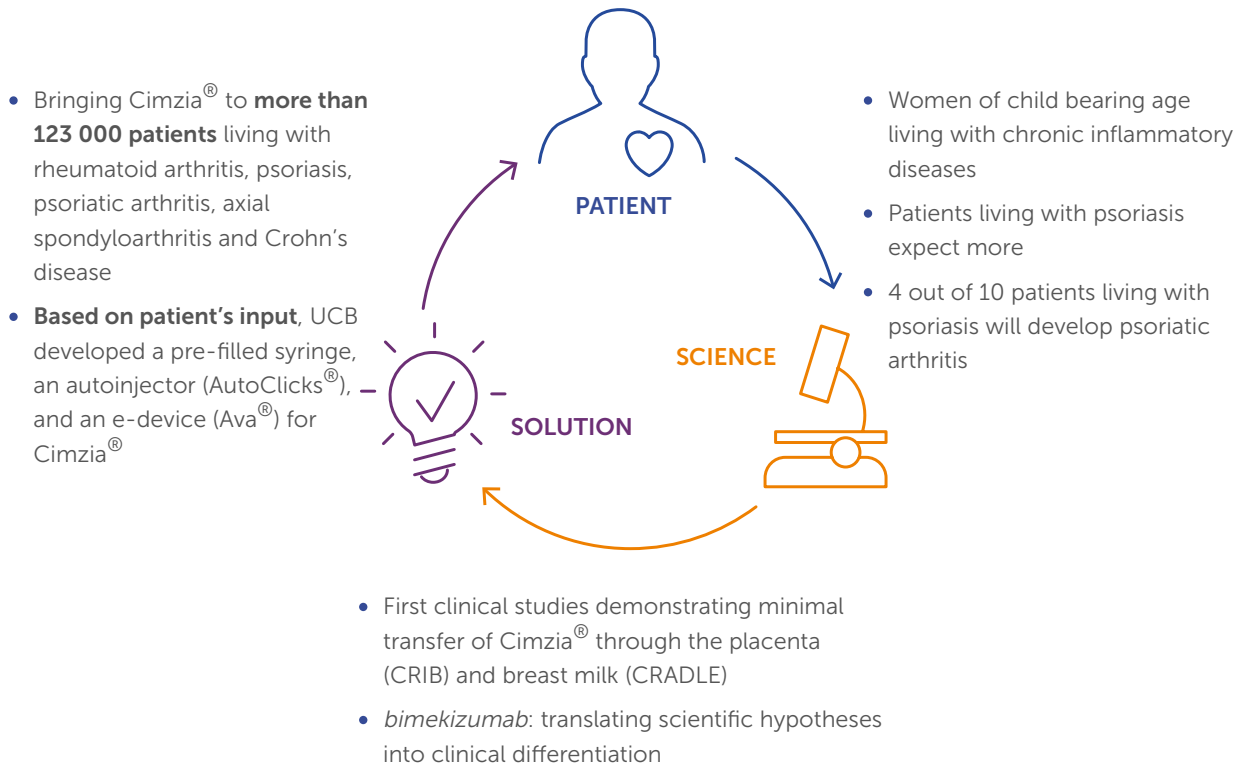 • Bringing Cimzia® to more than
123 000 patients living with
rheumatoid arthritis, psoriasis,
psoriatic arthritis, axial
spondyloarthritis and Crohn's
disease
• Based on patient's input, UCB
developed a pre-filled syringe,
an autoinjector (AutoClicks®),
and an e-device (Ava®) for
Cimzia®
PATIENT
• Women of child bearing age
living with chronic inflammatory
diseases
• Patients living with psoriasis
expect more
• 4 out of 10 patients living with
psoriasis will develop psoriatic
arthritis
SCIENCE
SOLUTION
• First clinical studies demonstrating minimal
transfer of Cimzia® through the placenta
(CRIB) and breast milk (CRADLE)
• bimekizumab: translating scientific hypotheses
into clinical differentiation